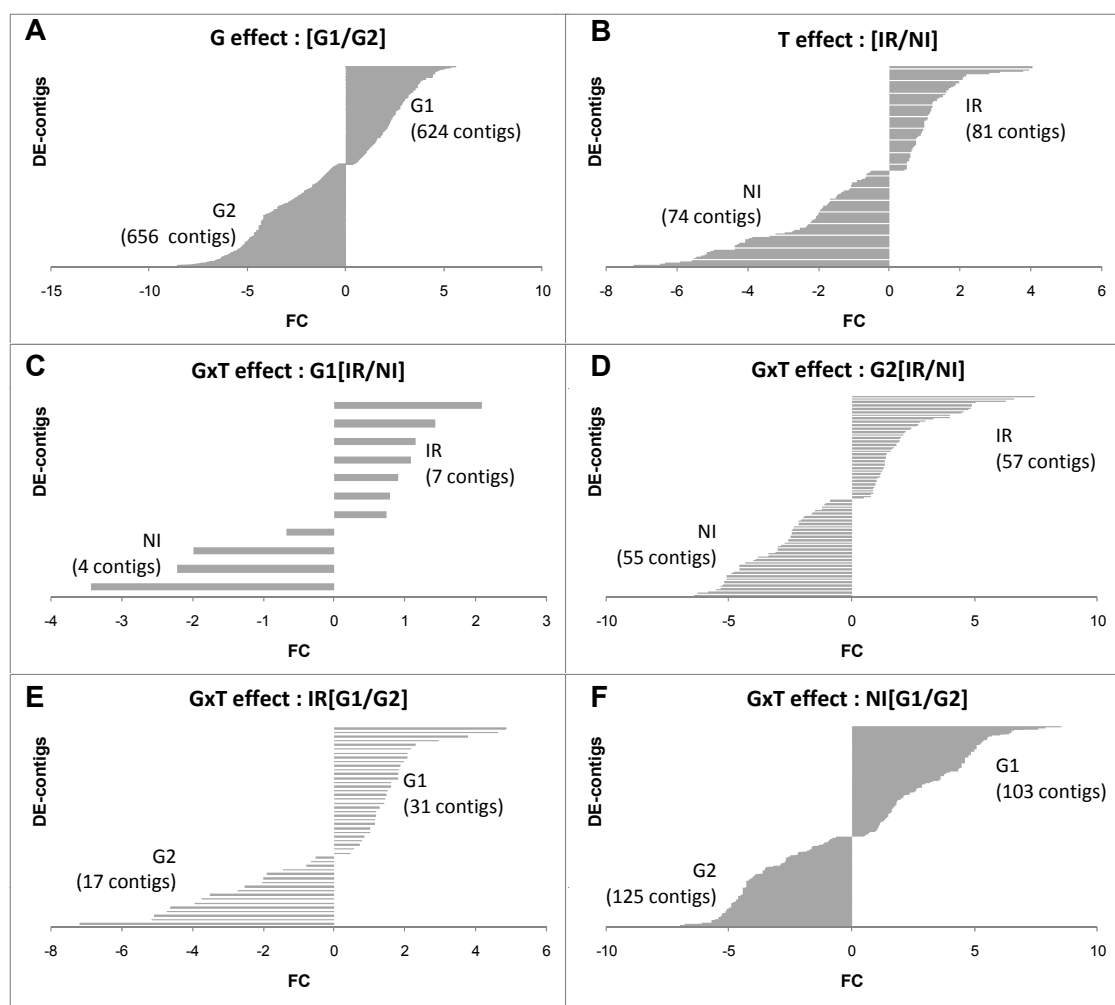 A
G effect : [G1/G2]
DE-contigs
G1
(624 contigs)
G2
(656 contigs)
-15 -10 -5 0 5 10
FC
B
T effect : [IR/NI]
DE-contigs
IR
(81 contigs)
NI
(74 contigs)
-8 -6 -4 -2 0 2 4 6
FC
C
GxT effect : G1[IR/NI]
DE-contigs
IR
(7 contigs)
NI
(4 contigs)
-4 -3 -2 -1 0 1 2 3
FC
D
GxT effect : G2[IR/NI]
DE-contigs
IR
(57 contigs)
NI
(55 contigs)
-10 -5 0 5 10
FC
E
GxT effect : IR[G1/G2]
DE-contigs
G1
(31 contigs)
G2
(17 contigs)
-8 -6 -4 -2 0 2 4 6
FC
F
GxT effect : NI[G1/G2]
DE-contigs
G1
(103 contigs)
G2
(125 contigs)
-10 -5 0 5 10
FC